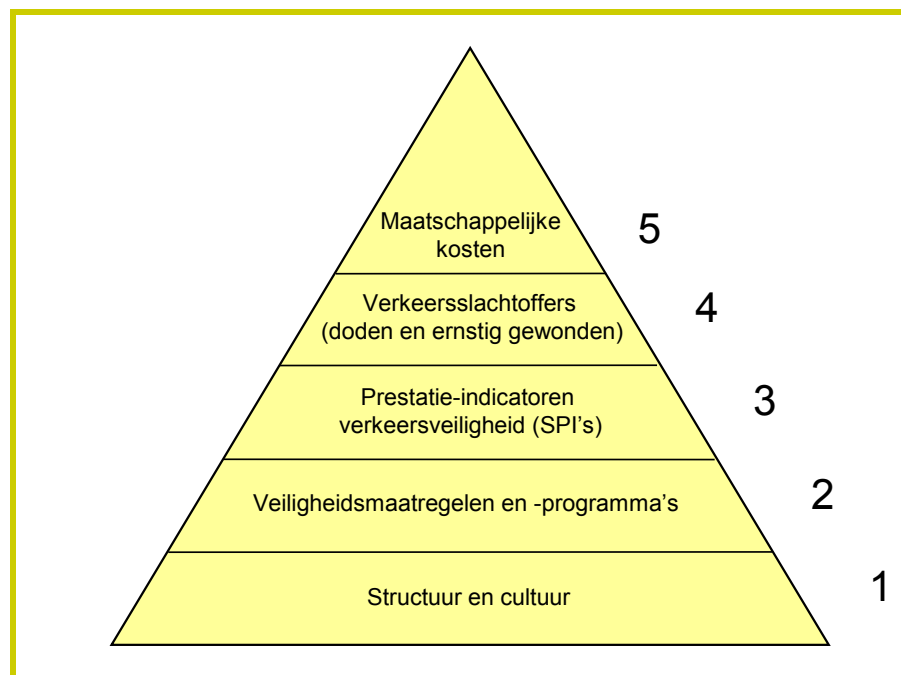 Maatschappelijke
kosten
5
Verkeersslachtoffers
(doden en ernstig gewonden)
4
Prestatie-indicatoren
verkeersveiligheid (SPI's)
3
Veiligheidsmaatregelen en -programma's
2
Structuur en cultuur
1